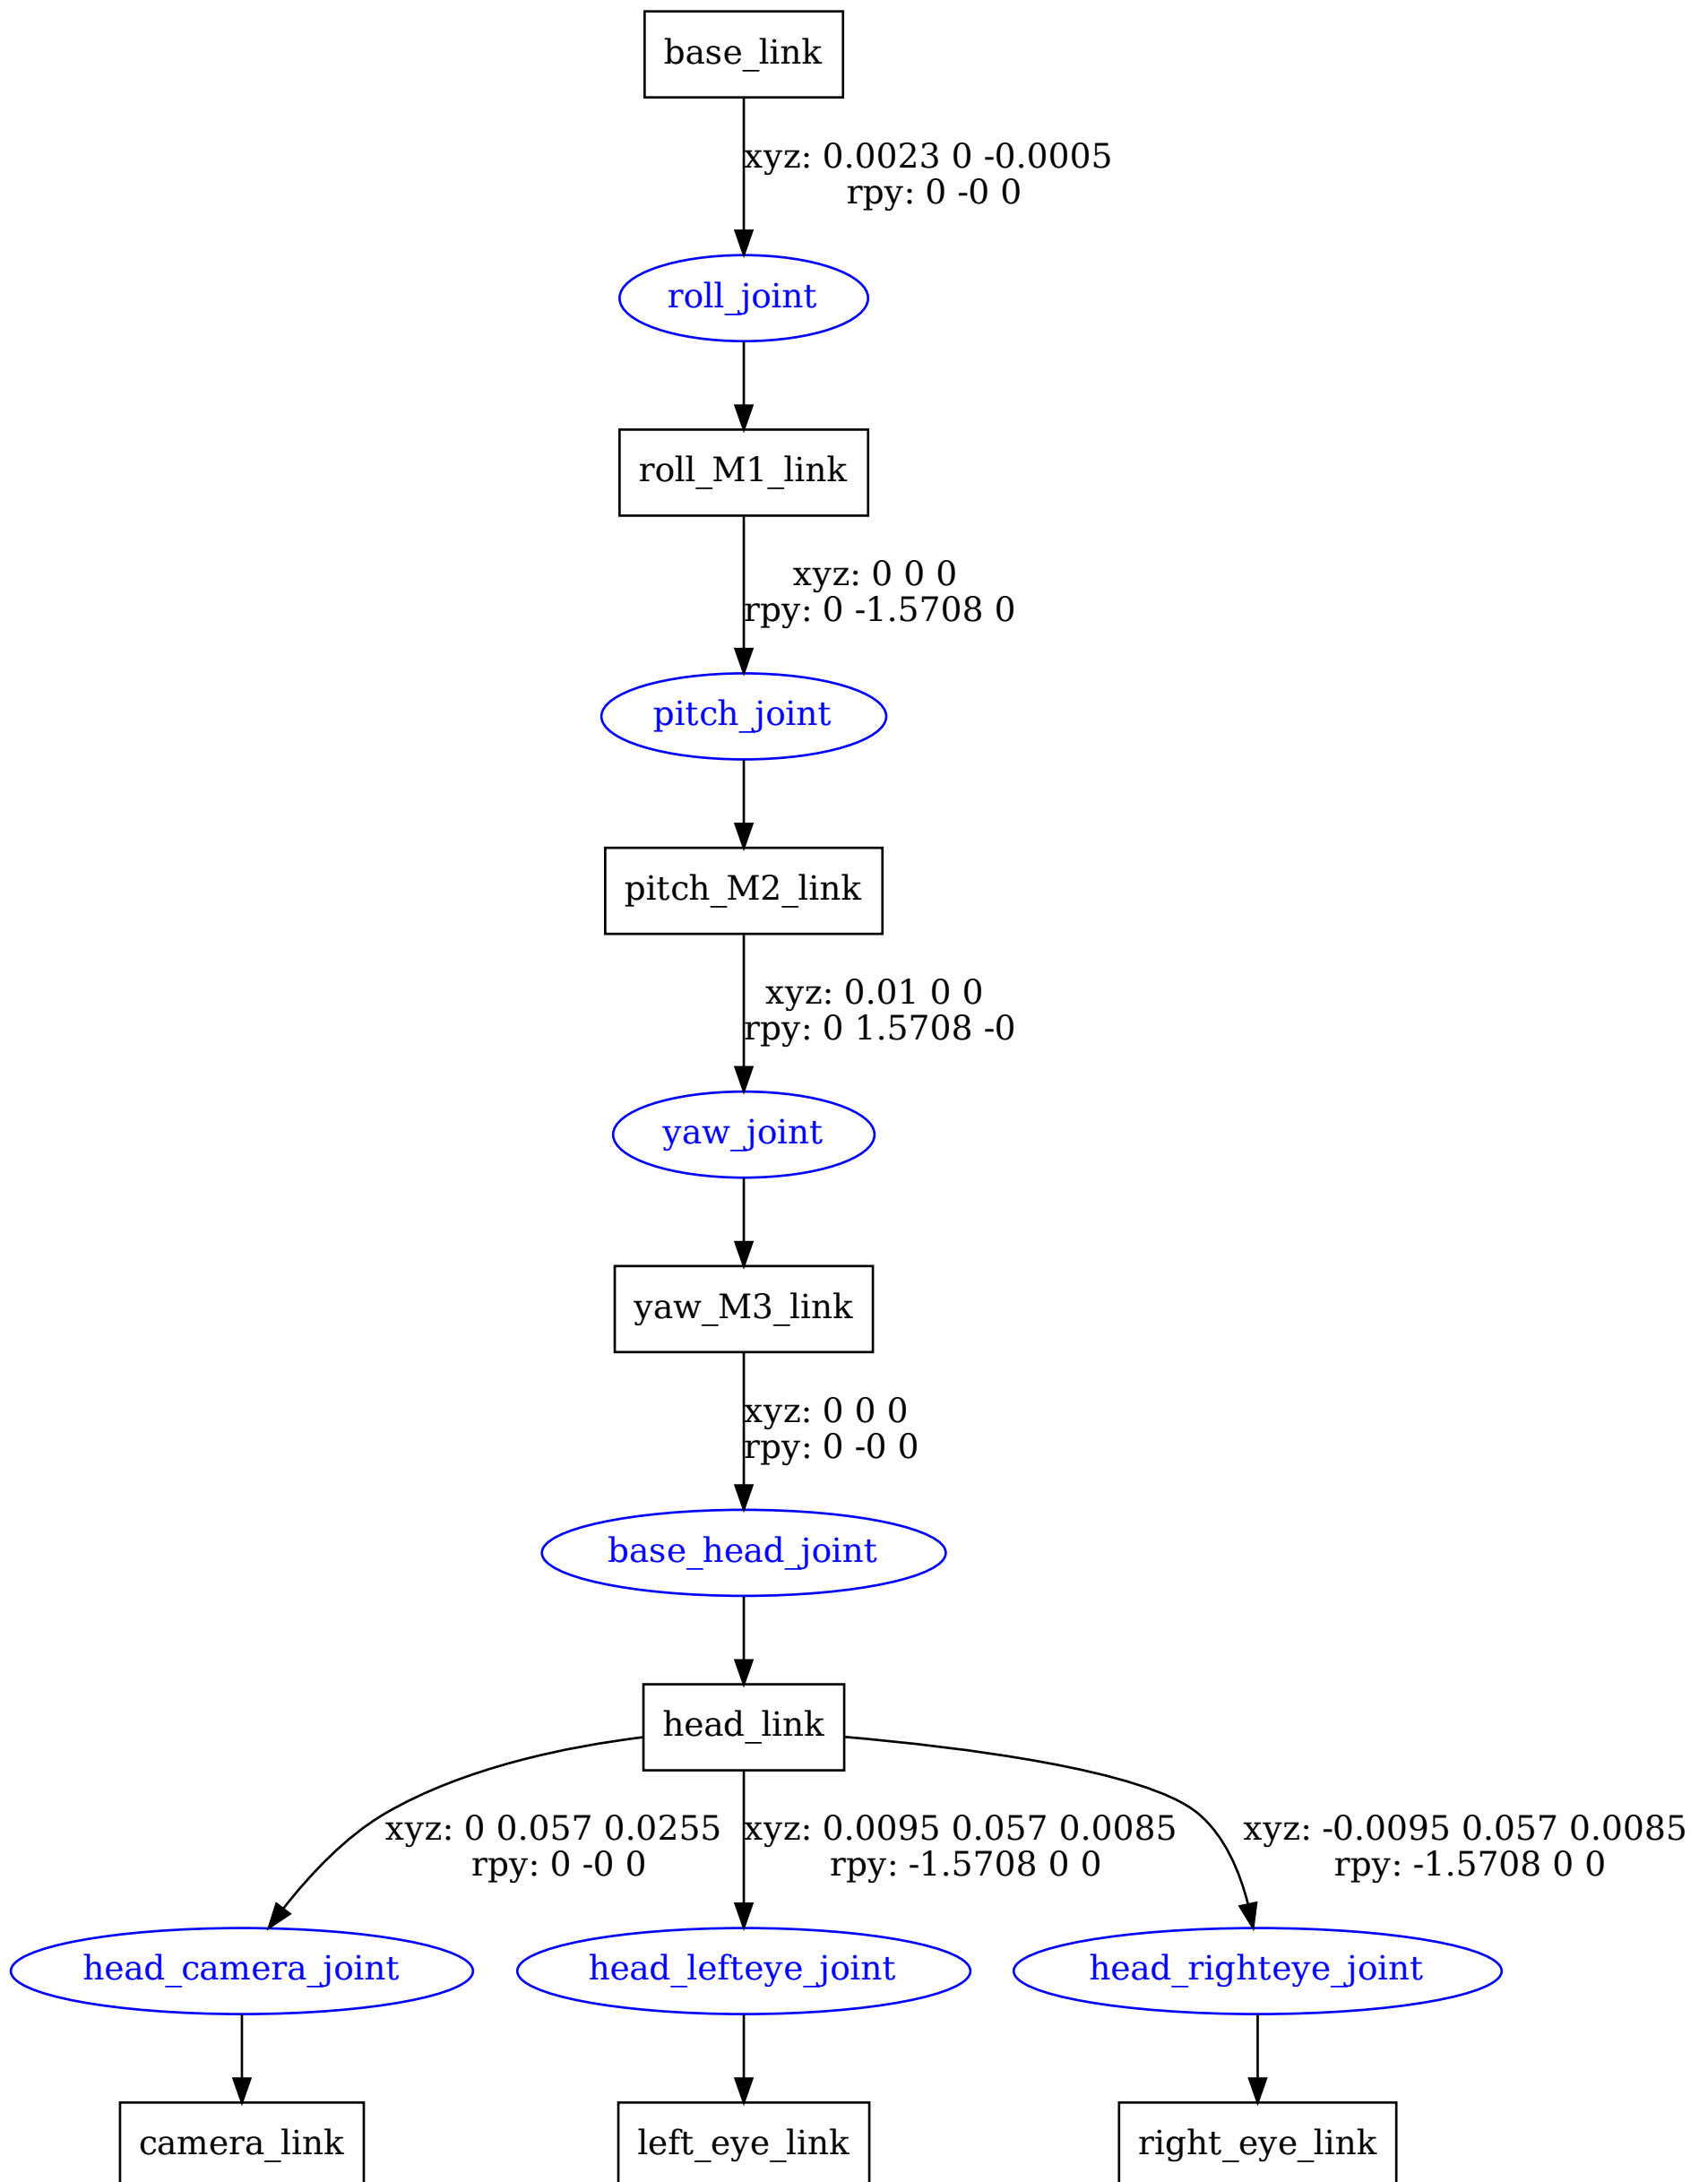 base_link
xyz: 0.0023 0 -0.0005
rpy: 0 -0 0
roll_joint
roll_M1_link
xyz: 0 0 0
rpy: 0 -1.5708 0
pitch_joint
pitch_M2_link
xyz: 0.01 0 0
rpy: 0 1.5708 -0
yaw_joint
yaw_M3_link
xyz: 0 0 0
rpy: 0 -0 0
base_head_joint
head_link
xyz: 0 0.057 0.0255
rpy: 0 -0 0
xyz: 0.0095 0.057 0.0085
rpy: -1.5708 0 0
xyz: -0.0095 0.057 0.0085
rpy: -1.5708 0 0
head_camera_joint
head_lefteye_joint
head_righteye_joint
camera_link
left_eye_link
right_eye_link